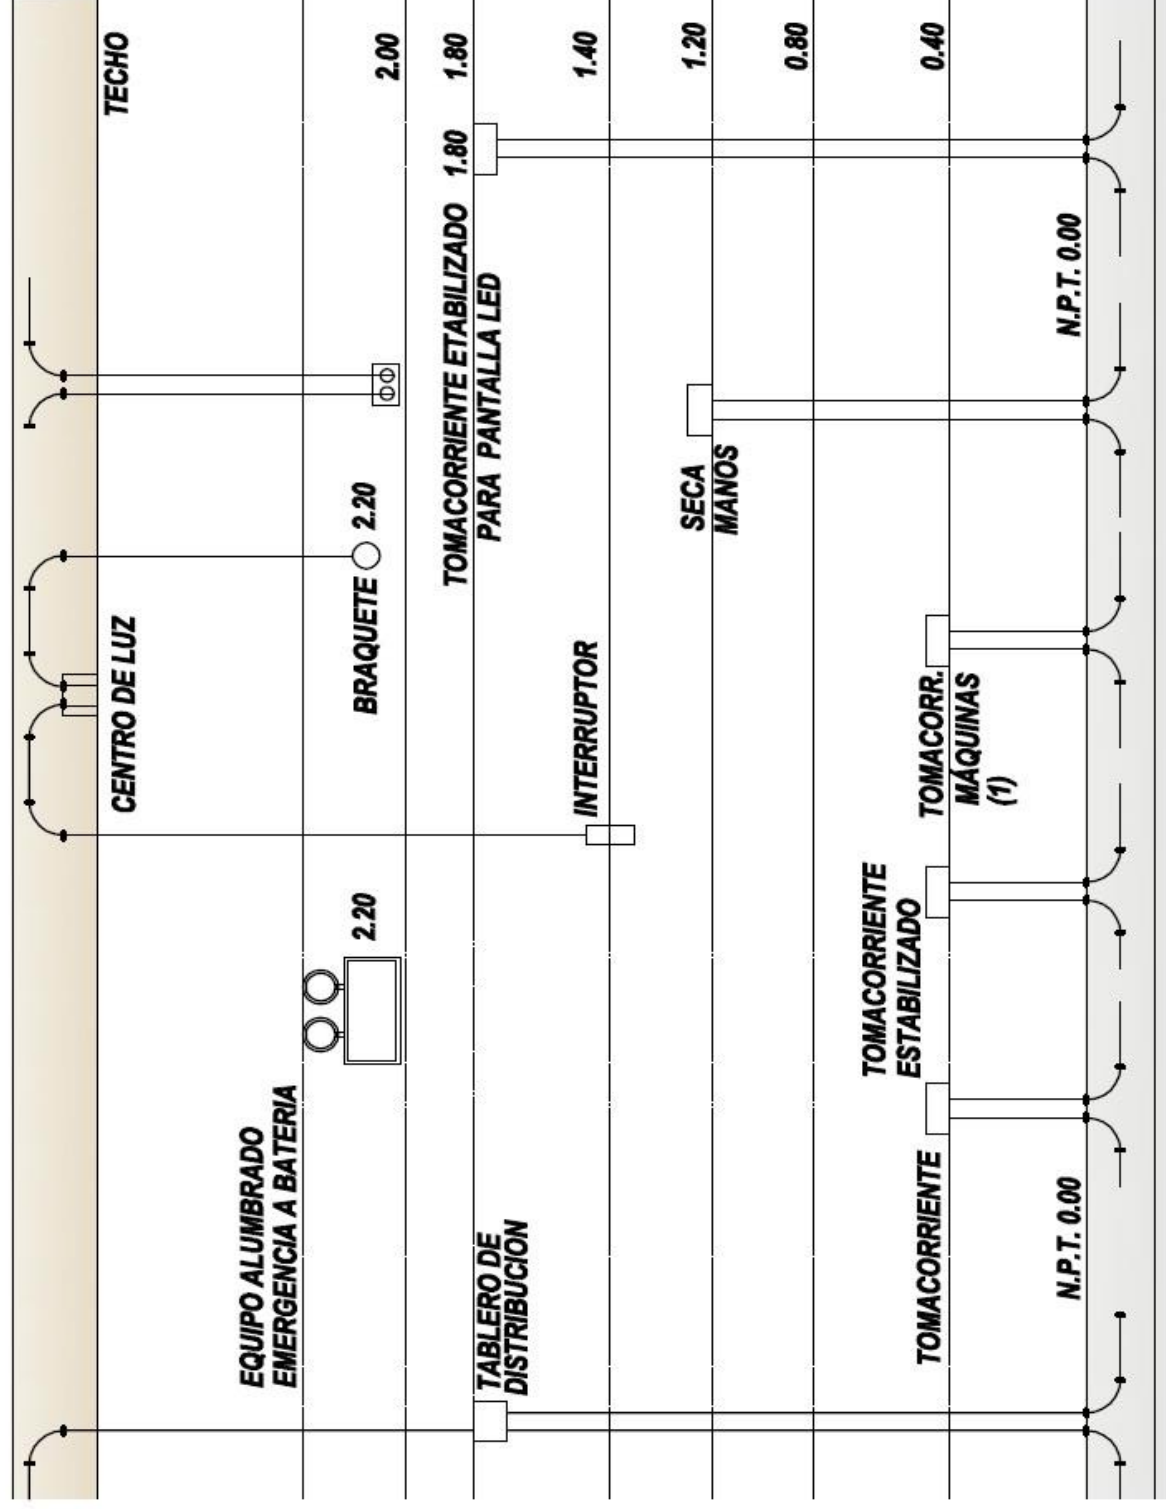 TECHO
CENTRO DE LUZ
EQUIPO ALUMBRADO
EMERGENCIA A BATERIA
2.20
BRAQUETE
2.20
2.00
TABLERO DE
DISTRIBUCION
TOMACORRIENTE ETABILIZADO
PARA PANTALLA LED
1.80
1.80
INTERRUPTOR
1.40
SECA
MANOS
1.20
0.80
TOMACORRIENTE
TOMACORRIENTE
ESTABILIZADO
TOMACORR.
MÁQUINAS
(1)
0.40
N.P.T. 0.00
N.P.T. 0.00